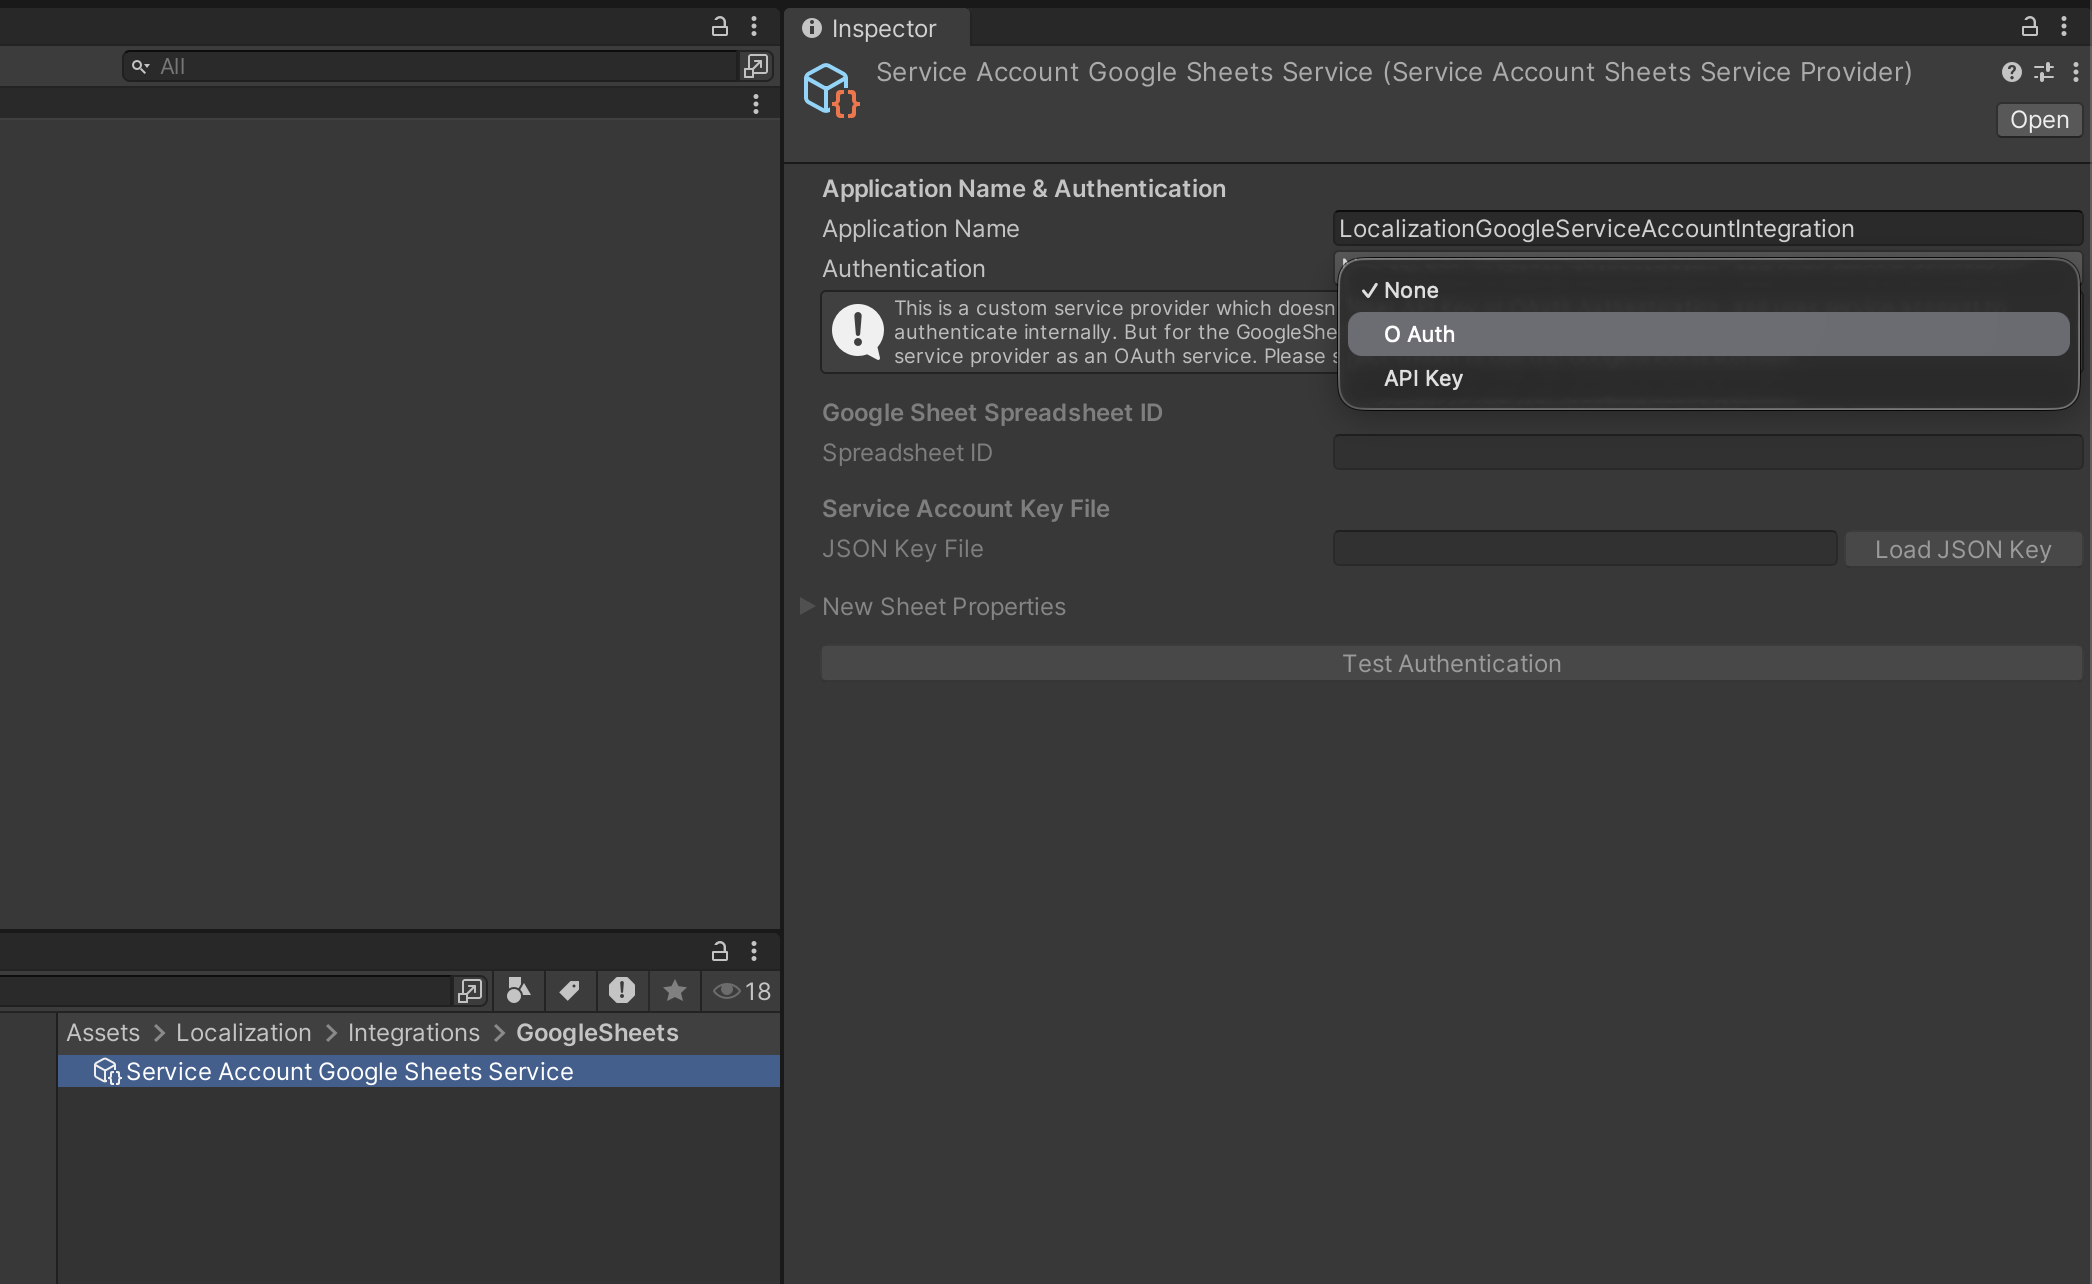 All
Inspector
Service Account Google Sheets Service (Service Account Sheets Service Provider)
Open
Application Name & Authentication
Application Name
LocalizationGoogleServiceAccountIntegration
Authentication
None
O Auth
API Key
This is a custom service provider which doesn
authenticate internally. But for the GoogleShe
service provider as an OAuth service. Please
Google Sheet Spreadsheet ID
Spreadsheet ID
Service Account Key File
JSON Key File
Load JSON Key
New Sheet Properties
Test Authentication
18
Assets > Localization > Integrations > GoogleSheets
Service Account Google Sheets Service